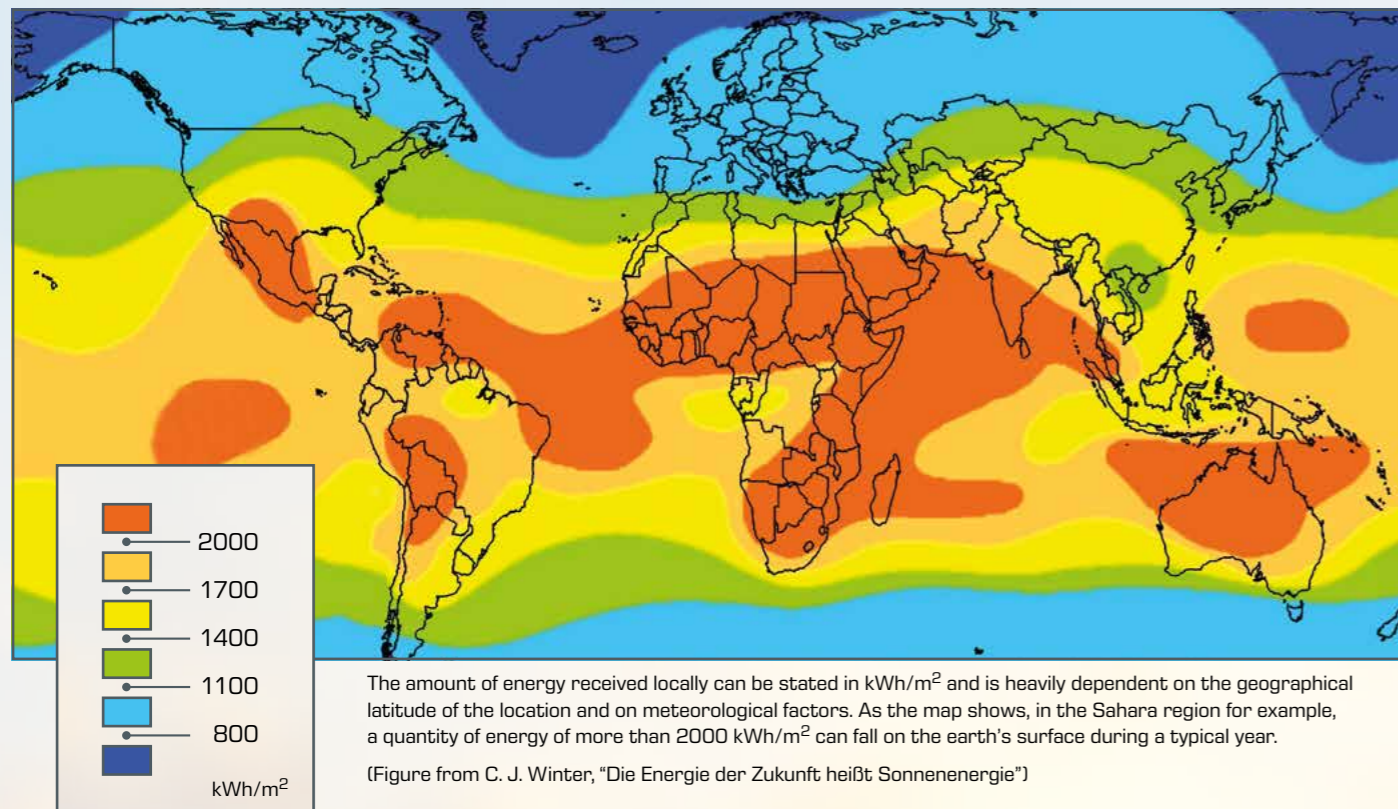 2000
1700
1400
1100
800
kWh/m²
The amount of energy received locally can be stated in kWh/m² and is heavily dependent on the geographical
latitude of the location and on meteorological factors. As the map shows, in the Sahara region for example,
a quantity of energy of more than 2000 kWh/m² can fall on the earth's surface during a typical year.
(Figure from C. J. Winter, “Die Energie der Zukunft heißt Sonnenenergie”)